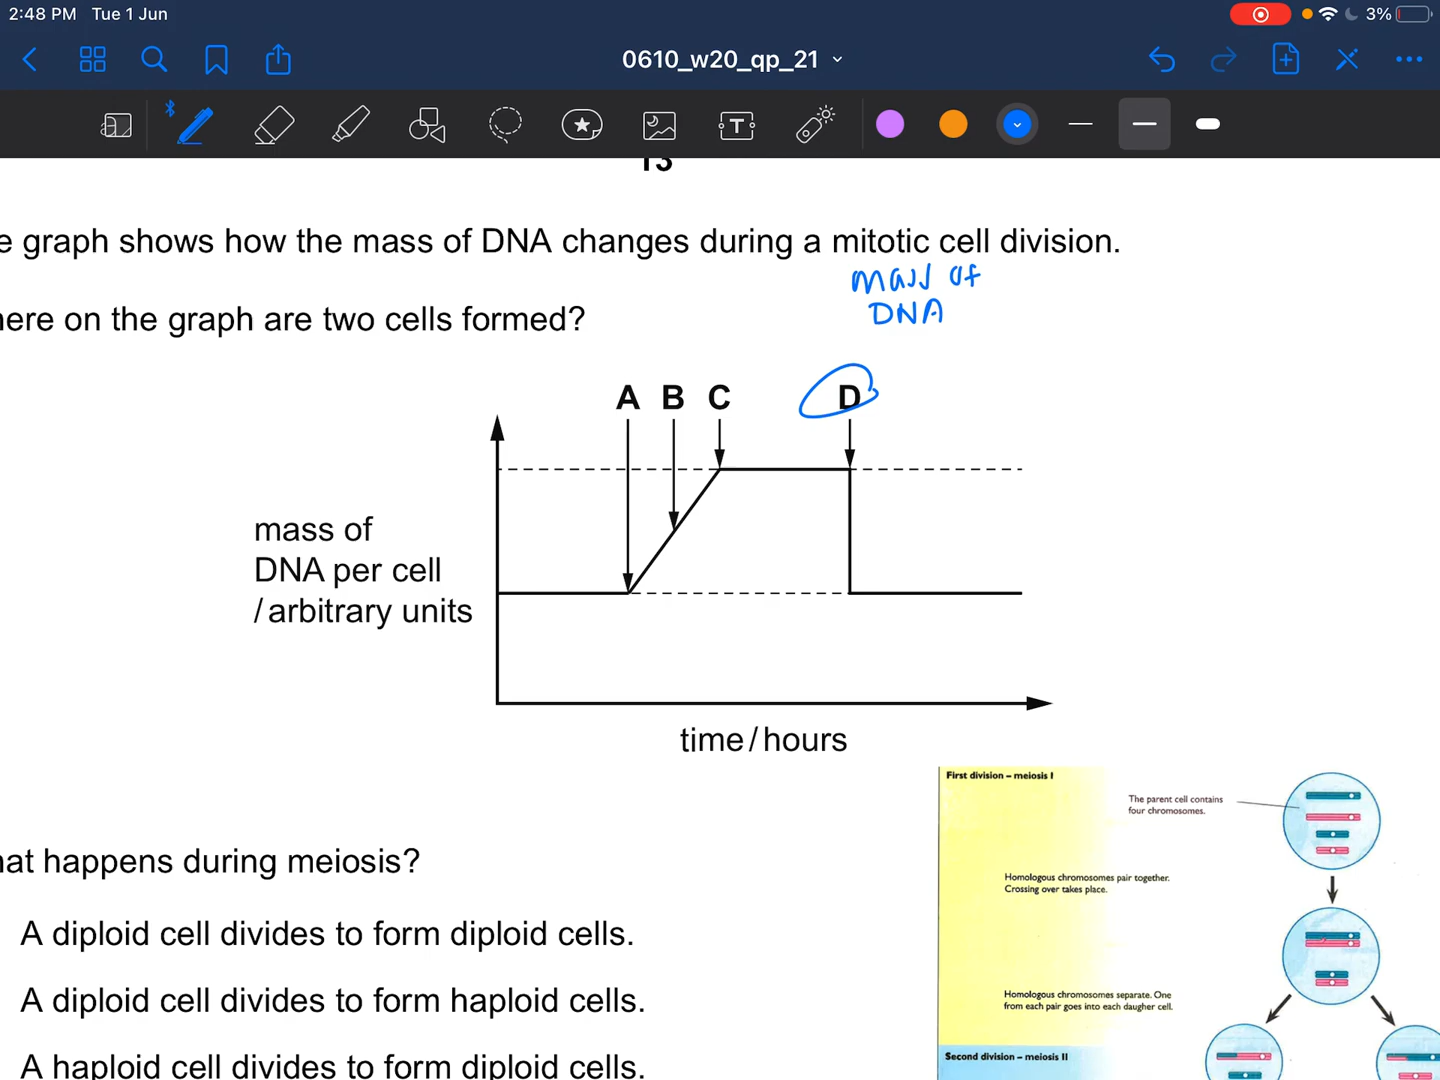 2:48 PM Tue 1 Jun
3%
0610_w20_qp_21
T
13
e graph shows how the mass of DNA changes during a mitotic cell division.
mass of
DNA
ere on the graph are two cells formed?
A B C D
mass of
DNA per cell
/ arbitrary units
time / hours
First division – meiosis I
The parent cell contains
four chromosomes.
at happens during meiosis?
Homologous chromosomes pair together.
Crossing over takes place.
A diploid cell divides to form diploid cells.
A diploid cell divides to form haploid cells.
Homologous chromosomes separate. One
from each pair goes into each daugher cell.
A haploid cell divides to form diploid cells.
Second division – meiosis II